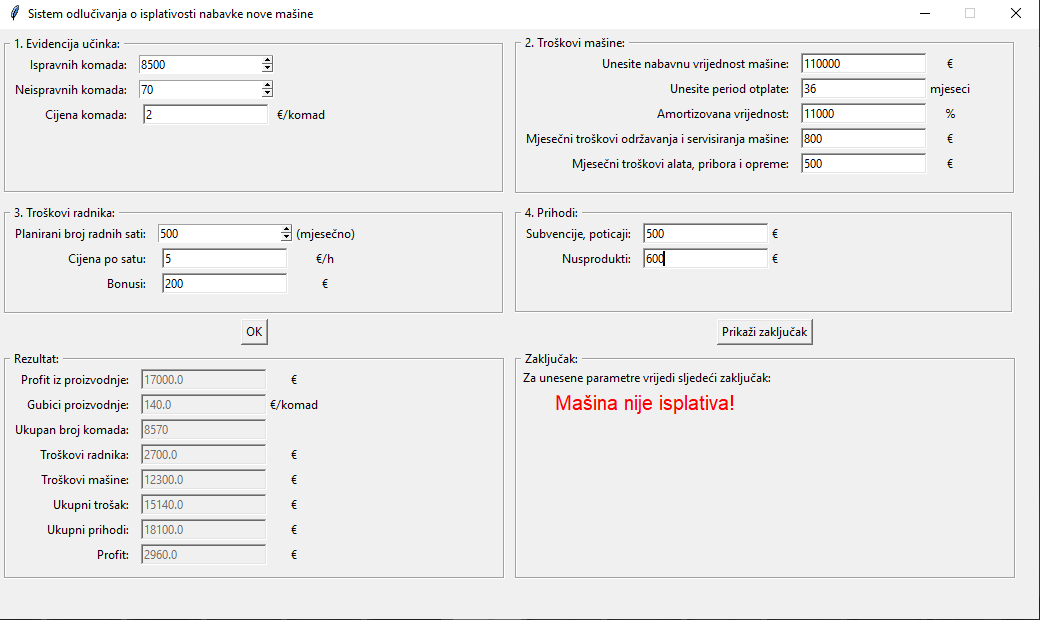 Sistem odlučivanja o isplativosti nabavke nove mašine
1. Evidencija učinka:
Ispravnih komada: 8500
Neispravnih komada: 70
Cijena komada: 2 €/komad
2. Troškovi mašine:
Unesite nabavnu vrijednost mašine: 110000 €
Unesite period otplate: 36 mjeseci
Amortizovana vrijednost: 11000 %
Mjesečni troškovi održavanja i servisiranja mašine: 800 €
Mjesečni troškovi alata, pribora i opreme: 500 €
3. Troškovi radnika:
Planirani broj radnih sati: 500 (mjesečno)
Cijena po satu: 5 €/h
Bonusi: 200 €
4. Prihodi:
Subvencije, poticaji: 500 €
Nusprodukti: 600 €
OK
Prikaži zaključak
Rezultat:
Profit iz proizvodnje: 17000.0 €
Gubici proizvodnje: 140.0 €/komad
Ukupan broj komada: 8570
Troškovi radnika: 2700.0 €
Troškovi mašine: 12300.0 €
Ukupni trošak: 15140.0 €
Ukupni prihodi: 18100.0 €
Profit: 2960.0 €
Zaključak:
Za unesene parametre vrijedi sljedeći zaključak:
Mašina nije isplativa!